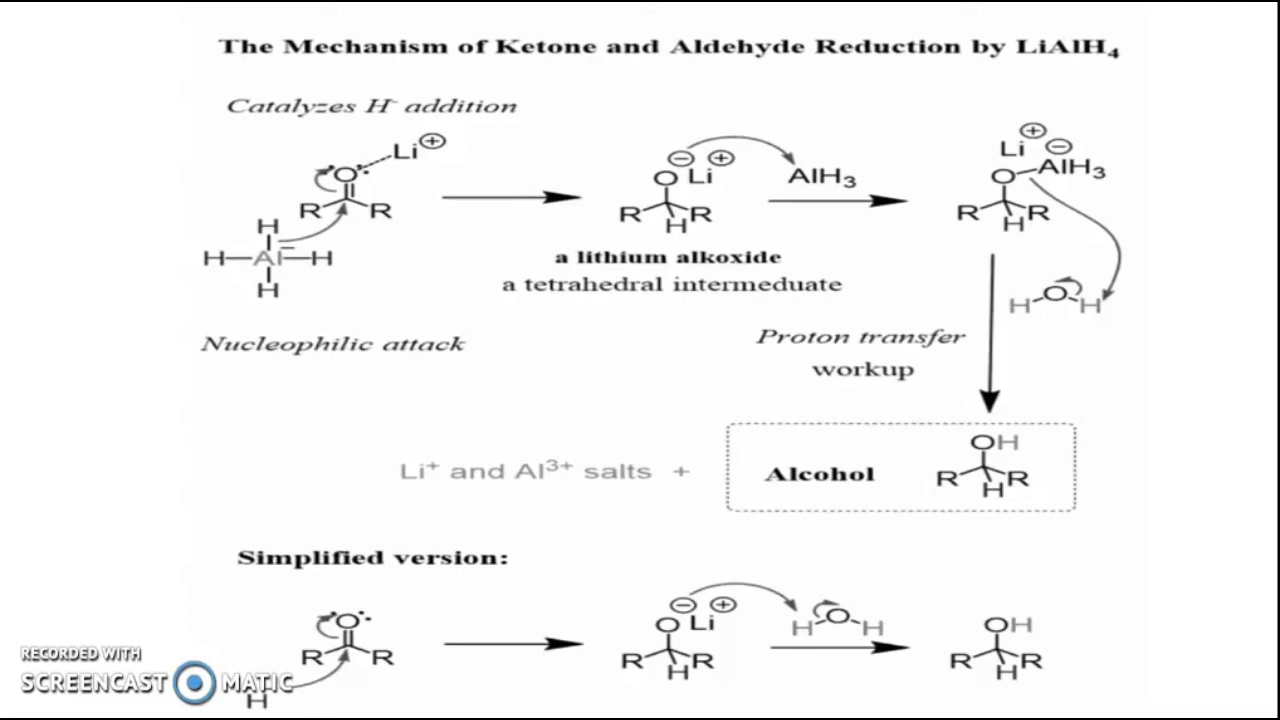 The Mechanism of Ketone and Aldehyde Reduction by LiAlH₄
Catalyzes H⁻ addition
Li ⊕
O
R R
H
H—Al⁻—H
H
⊖ ⊕
O Li
R R
H
AlH₃
⊕
Li ⊖
O—AlH₃
R R
H
a lithium alkoxide
a tetrahedral intermeduate
H O H
Nucleophilic attack
Proton transfer
workup
Li⁺ and Al³⁺ salts +
Alcohol
OH
R R
H
Simplified version:
O
R R
H
⊖ ⊕
O Li
R R
H
H O H
OH
R R
H
RECORDED WITH
SCREENCAST MATIC